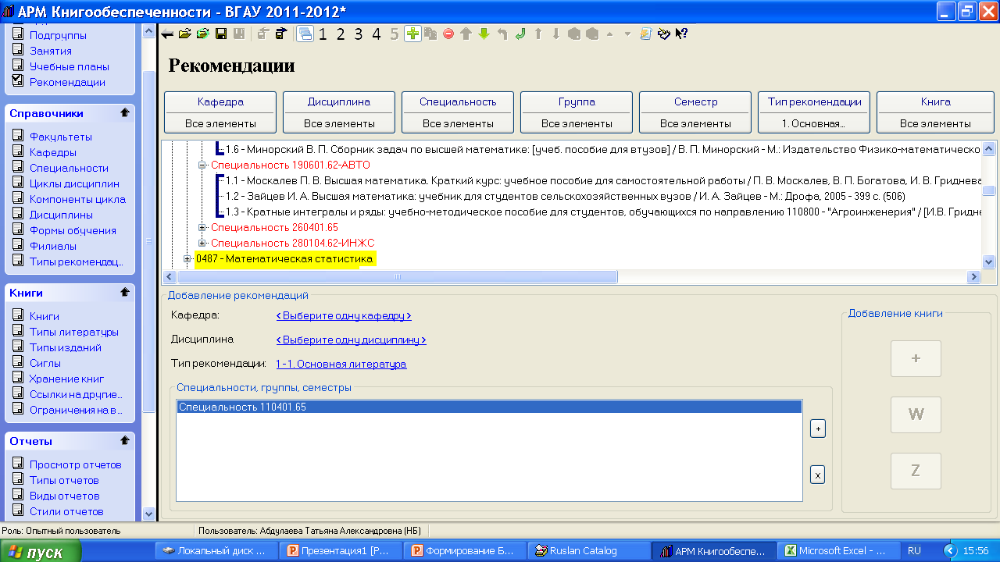 АРМ Книгообеспеченности - ВГАУ 2011-2012*
Подгруппы
Занятия
Учебные планы
Рекомендации
Справочники
Факультеты
Кафедры
Специальности
Циклы дисциплин
Компоненты цикла
Дисциплины
Формы обучения
Филиалы
Типы рекомендац...
Книги
Книги
Типы литературы
Типы изданий
Сиглы
Хранение книг
Ссылки на другие...
Ограничения на в...
Отчеты
Просмотр отчетов
Типы отчетов
Виды отчетов
Стили отчетов
1 2 3 4 5
Рекомендации
Кафедра
Все элементы
Дисциплина
Все элементы
Специальность
Все элементы
Группа
Все элементы
Семестр
Все элементы
Тип рекомендации
1. Основная...
Книга
Все элементы
1.6 - Минорский В. П. Сборник задач по высшей математике: [учеб. пособие для втузов] / В. П. Минорский - М.: Издательство Физико-математическо
Специальность 190601.62-АВТО
1.1 - Москалев П. В. Высшая математика. Краткий курс: учебное пособие для самостоятельной работы / П. В. Москалев, В. П. Богатова, И. В. Гриднева
1.2 - Зайцев И. А. Высшая математика: учебник для студентов сельскохозяйственных вузов / И. А. Зайцев - М.: Дрофа, 2005 - 399 с. (506)
1.3 - Кратные интегралы и ряды: учебно-методическое пособие для студентов, обучающихся по направлению 110800 - "Агроинженерия" / [И.В. Гридне
Специальность 260401.65
Специальность 280104.62-ИНЖС
0487 - Математическая статистика
Добавление рекомендаций
Кафедра: <Выберите одну кафедру>
Дисциплина <Выберите одну дисциплину>
Тип рекомендации: 1 - 1. Основная литература
Специальности, группы, семестры
Специальность 110401.65
+
x
Добавление книги
+
W
Z
Роль: Опытный пользователь
Пользователь: Абдулаева Татьяна Александровна (НБ)
пуск
Локальный диск ...
Презентация1 [Р...
Формирование Б...
Ruslan Catalog
АРМ Книгообеспе...
Microsoft Excel - ...
RU
15:56